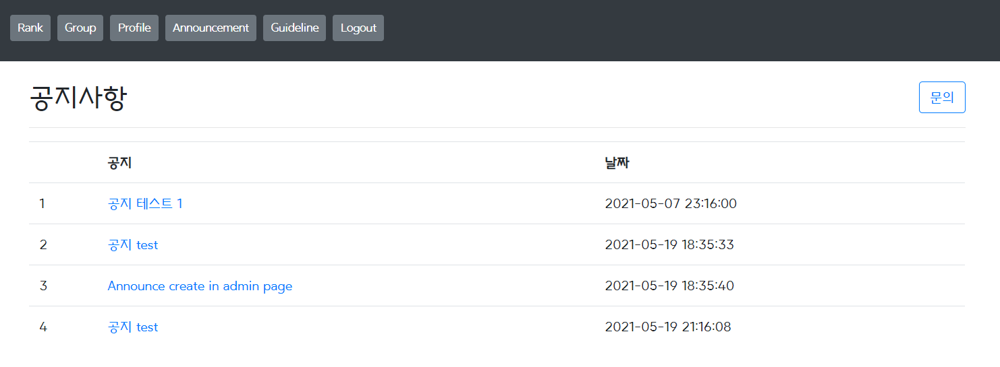 Rank Group Profile Announcement Guideline Logout
공지사항 문의
공지 날짜
1 공지 테스트 1 2021-05-07 23:16:00
2 공지 test 2021-05-19 18:35:33
3 Announce create in admin page 2021-05-19 18:35:40
4 공지 test 2021-05-19 21:16:08